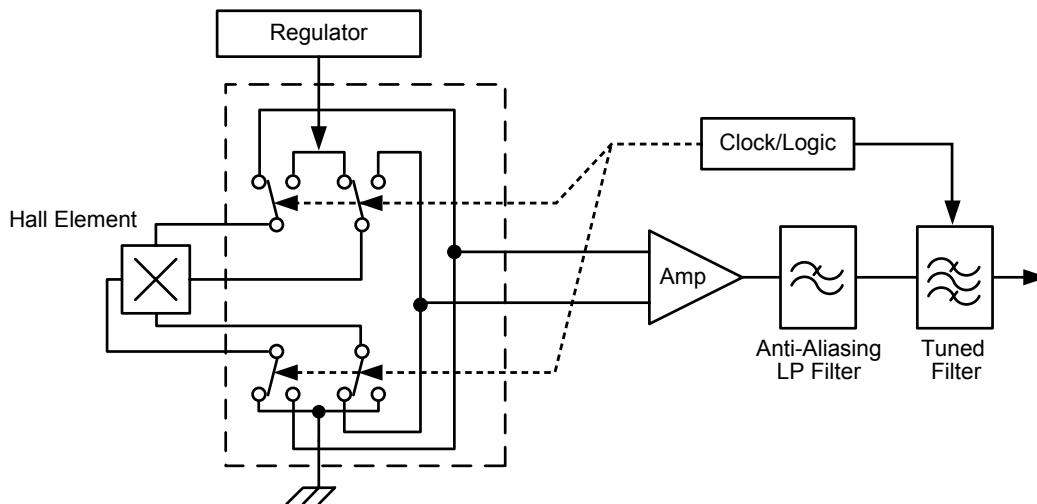 Regulator
Clock/Logic
Hall Element
Amp
Anti-Aliasing
LP Filter
Tuned
Filter